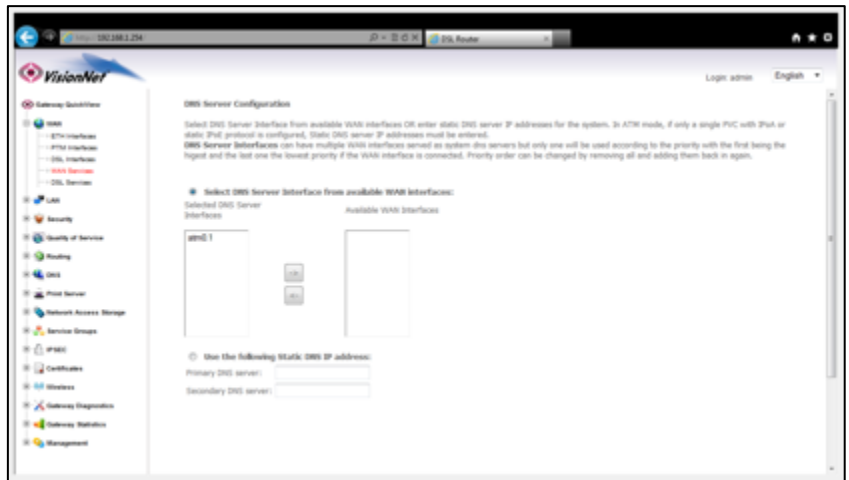 http://192.168.1.254/
DSL Router
VisionNet
Login: admin
English
Gateway QuickView
WAN
ETH Interfaces
PTM Interfaces
DSL Interfaces
WAN Services
DSL Services
LAN
Security
Quality of Service
Routing
DNS
Print Server
Network Access Storage
Service Groups
IPSEC
Certificates
Wireless
Gateway Diagnostics
Gateway Statistics
Management
DNS Server Configuration
Select DNS Server Interface from available WAN interfaces OR enter static DNS server IP addresses for the system. In ATM mode, if only a single PVC with IPoA or
static IPoE protocol is configured, Static DNS server IP addresses must be entered.
DNS Server Interfaces can have multiple WAN interfaces served as system dns servers but only one will be used according to the priority with the first being the
higest and the last one the lowest priority if the WAN interface is connected. Priority order can be changed by removing all and adding them back in again.
Select DNS Server Interface from available WAN interfaces:
Selected DNS Server
Interfaces
Available WAN Interfaces
atm0.1
->
<-
Use the following Static DNS IP address:
Primary DNS server:
Secondary DNS server: